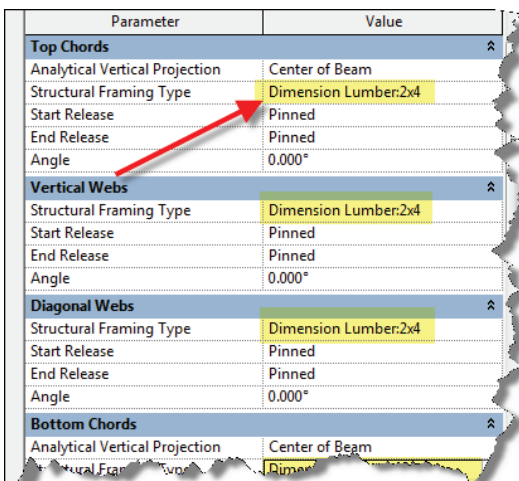 Parameter Value
Top Chords
Analytical Vertical Projection Center of Beam
Structural Framing Type Dimension Lumber:2x4
Start Release Pinned
End Release Pinned
Angle 0.000°
Vertical Webs
Structural Framing Type Dimension Lumber:2x4
Start Release Pinned
End Release Pinned
Angle 0.000°
Diagonal Webs
Structural Framing Type Dimension Lumber:2x4
Start Release Pinned
End Release Pinned
Angle 0.000°
Bottom Chords
Analytical Vertical Projection Center of Beam